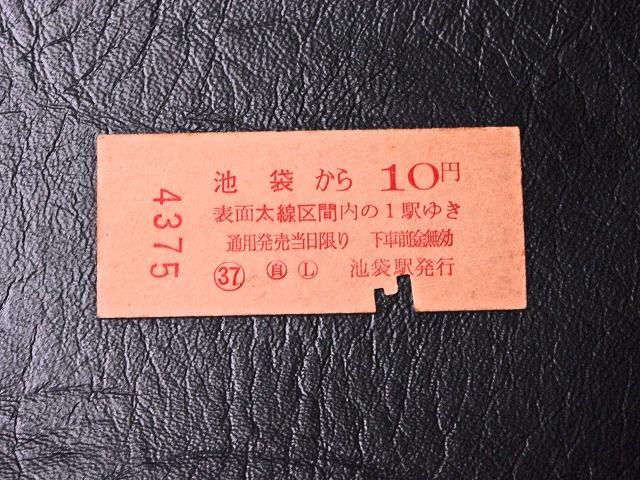 4375
池袋から 10円
表面太線区間内の1駅ゆき
通用発売当日限り 下車前途無効
㊲ 自 L 池袋駅発行